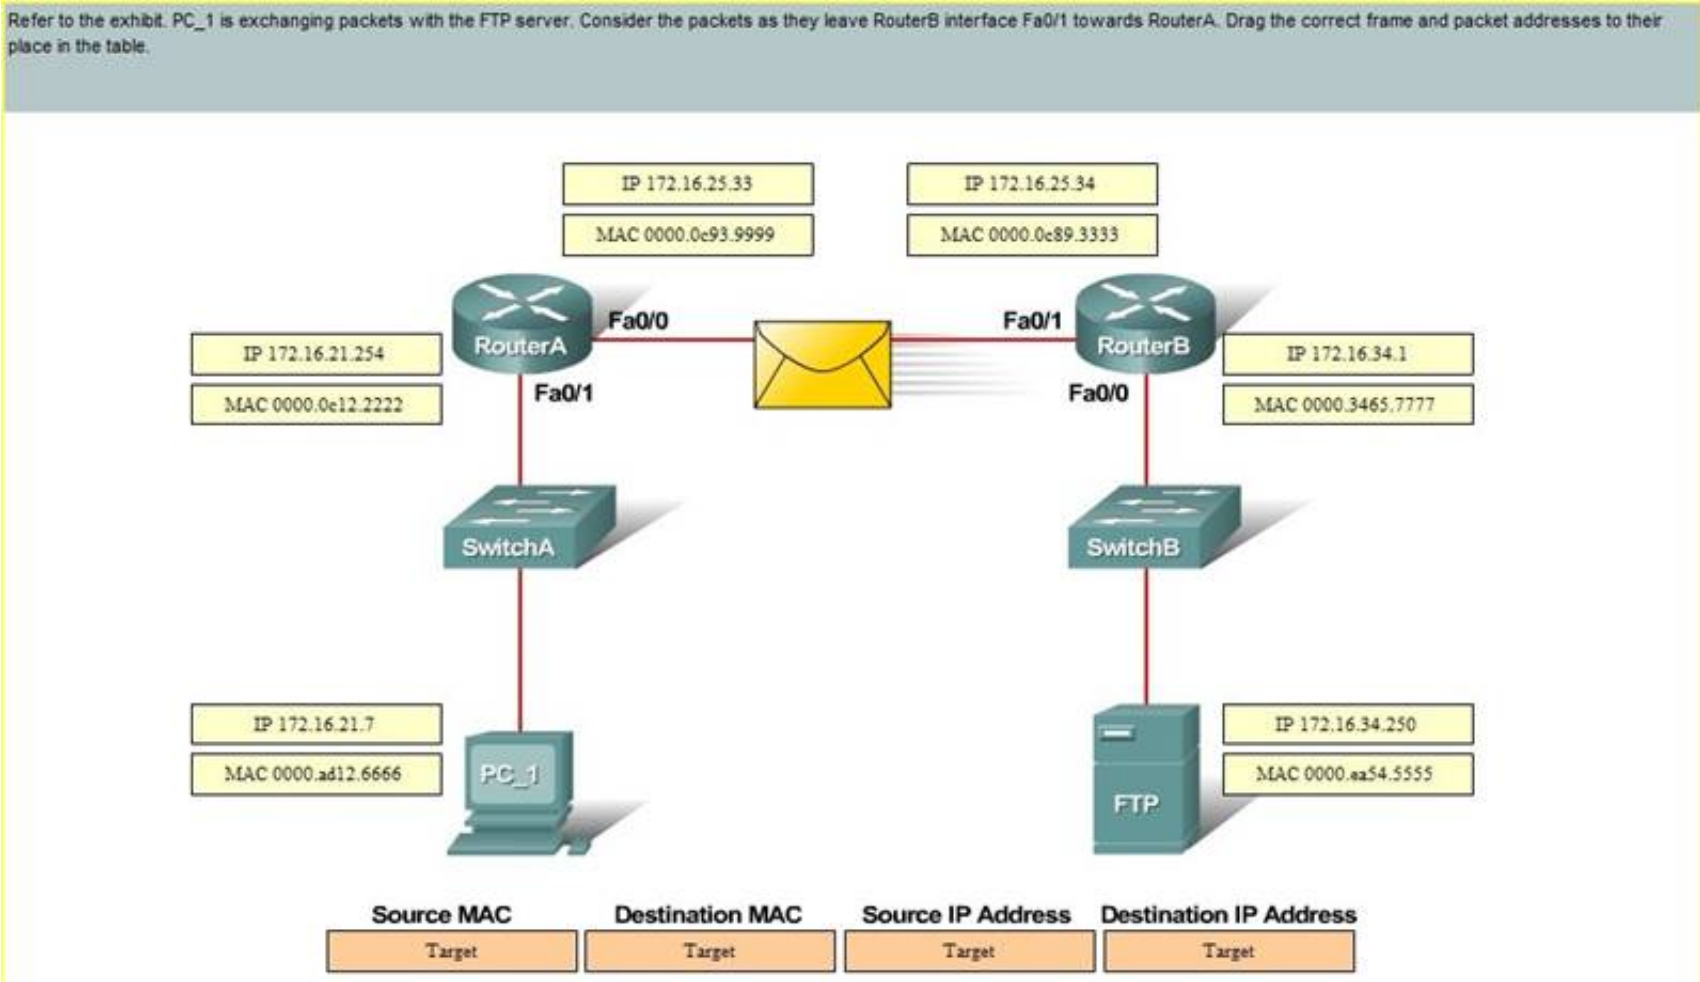 Refer to the exhibit. PC_1 is exchanging packets with the FTP server. Consider the packets as they leave RouterB interface Fa0/1 towards RouterA. Drag the correct frame and packet addresses to their
place in the table.
IP 172.16.25.33
IP 172.16.25.34
MAC 0000.0c93.9999
MAC 0000.0c89.3333
Fa0/0
Fa0/1
RouterA
RouterB
IP 172.16.21.254
IP 172.16.34.1
Fa0/1
Fa0/0
MAC 0000.0c12.2222
MAC 0000.3465.7777
SwitchA
SwitchB
IP 172.16.21.7
IP 172.16.34.250
MAC 0000.ad12.6666
PC_1
MAC 0000.ea54.5555
FTP
Source MAC
Destination MAC
Source IP Address
Destination IP Address
Target
Target
Target
Target